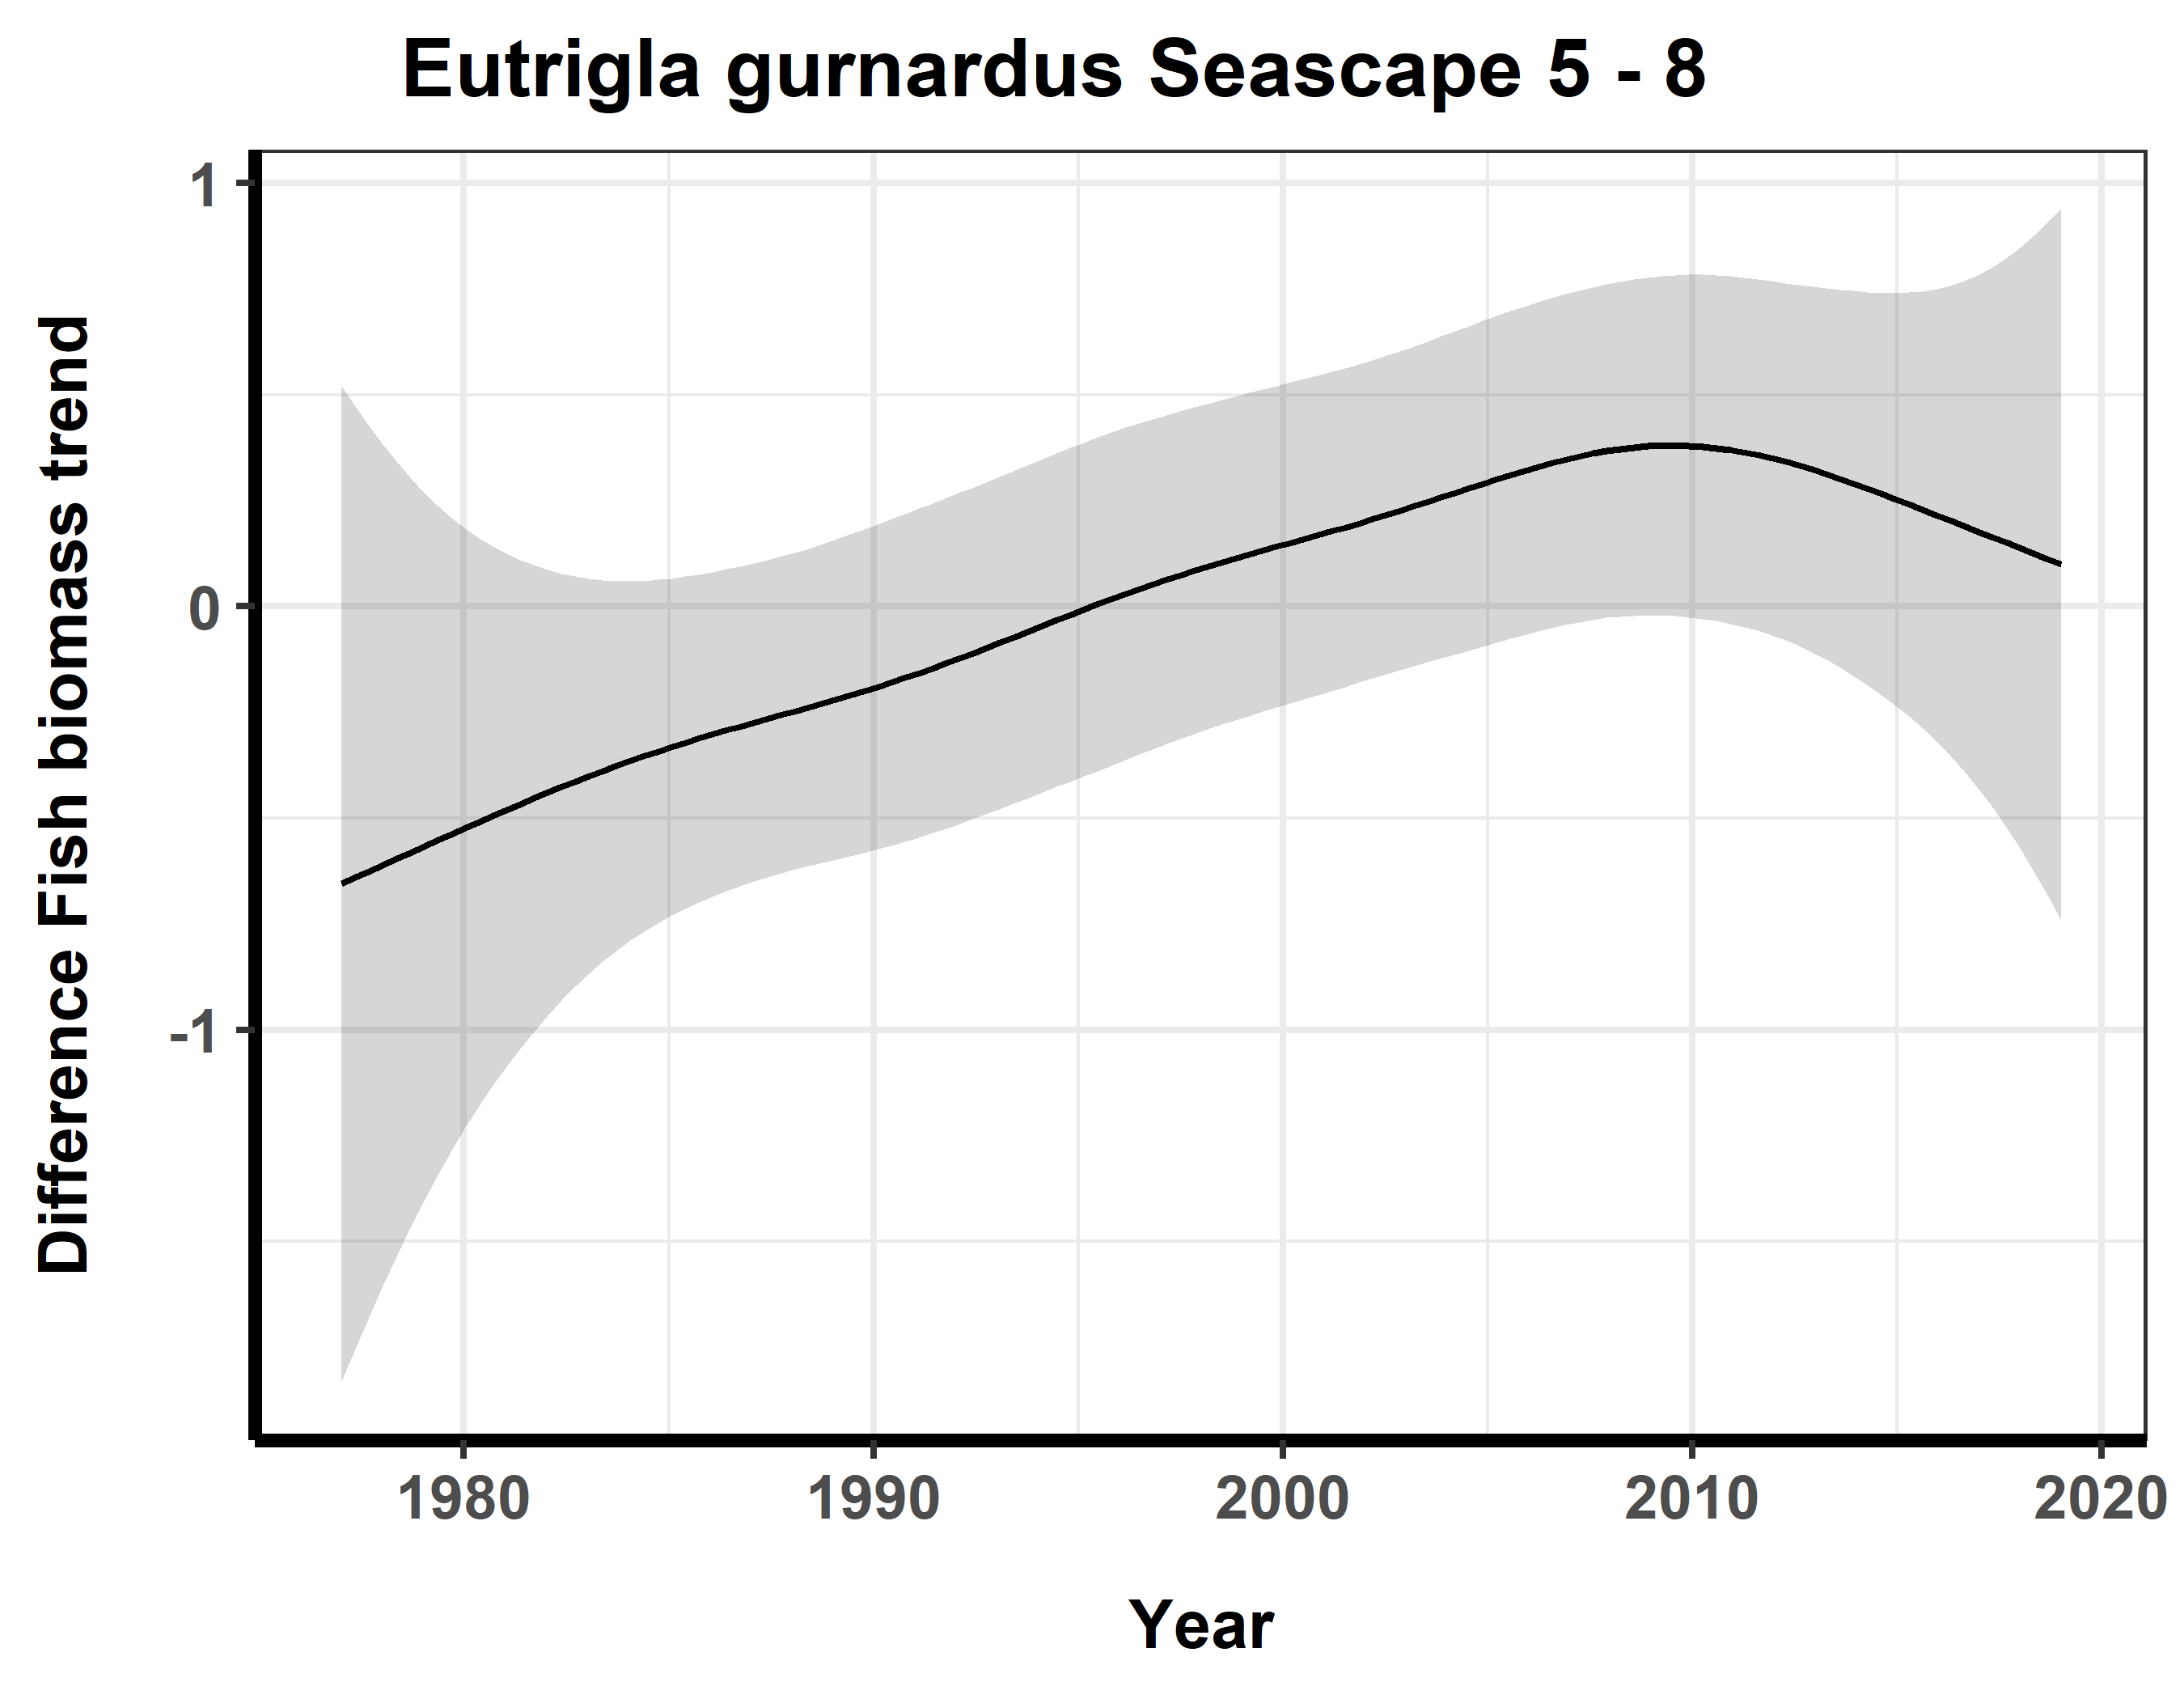 Eutrigla gurnardus Seascape 5 - 8
Difference Fish biomass trend
1
0
-1
1980
1990
2000
2010
2020
Year